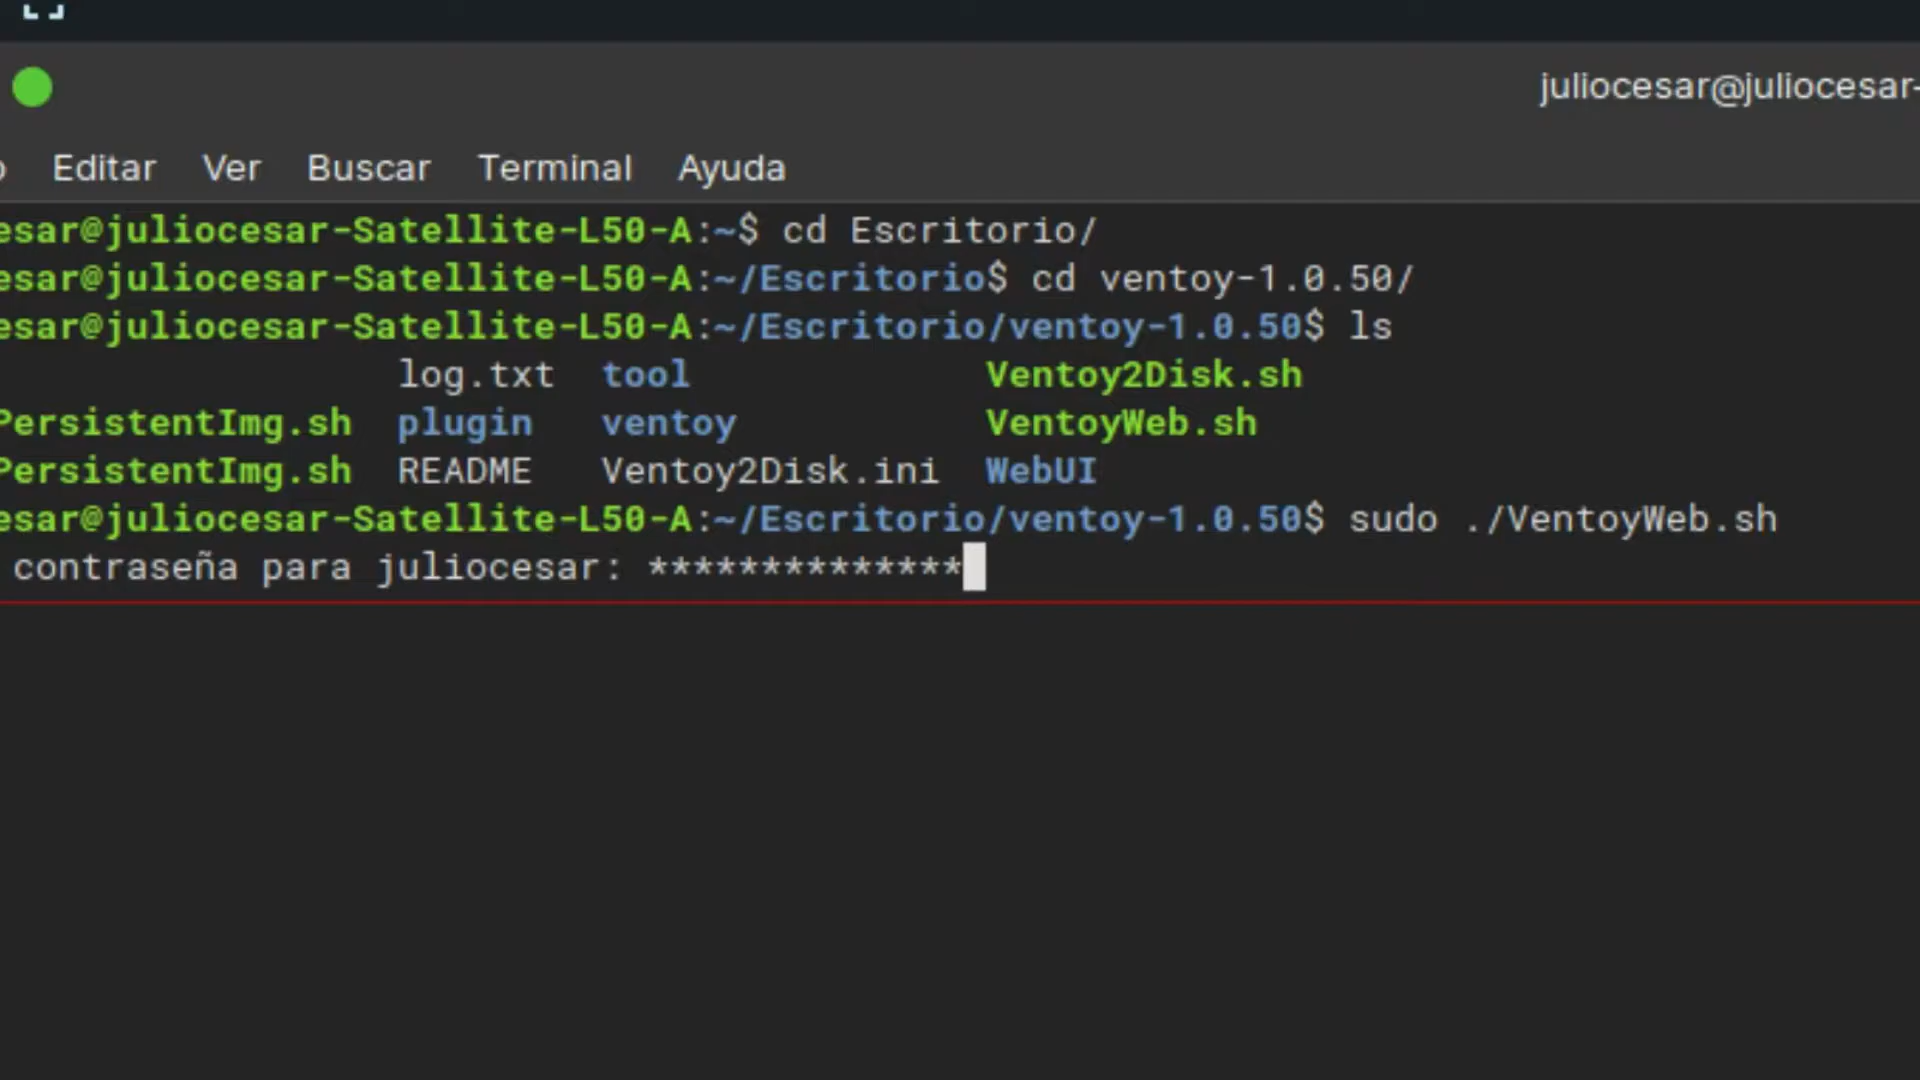 juliocesar@juliocesar-
Editar Ver Buscar Terminal Ayuda
esar@juliocesar-Satellite-L50-A:~$ cd Escritorio/
esar@juliocesar-Satellite-L50-A:~/Escritorio$ cd ventoy-1.0.50/
esar@juliocesar-Satellite-L50-A:~/Escritorio/ventoy-1.0.50$ ls
log.txt tool Ventoy2Disk.sh
PersistentImg.sh plugin ventoy VentoyWeb.sh
PersistentImg.sh README Ventoy2Disk.ini WebUI
esar@juliocesar-Satellite-L50-A:~/Escritorio/ventoy-1.0.50$ sudo ./VentoyWeb.sh
contraseña para juliocesar: **************